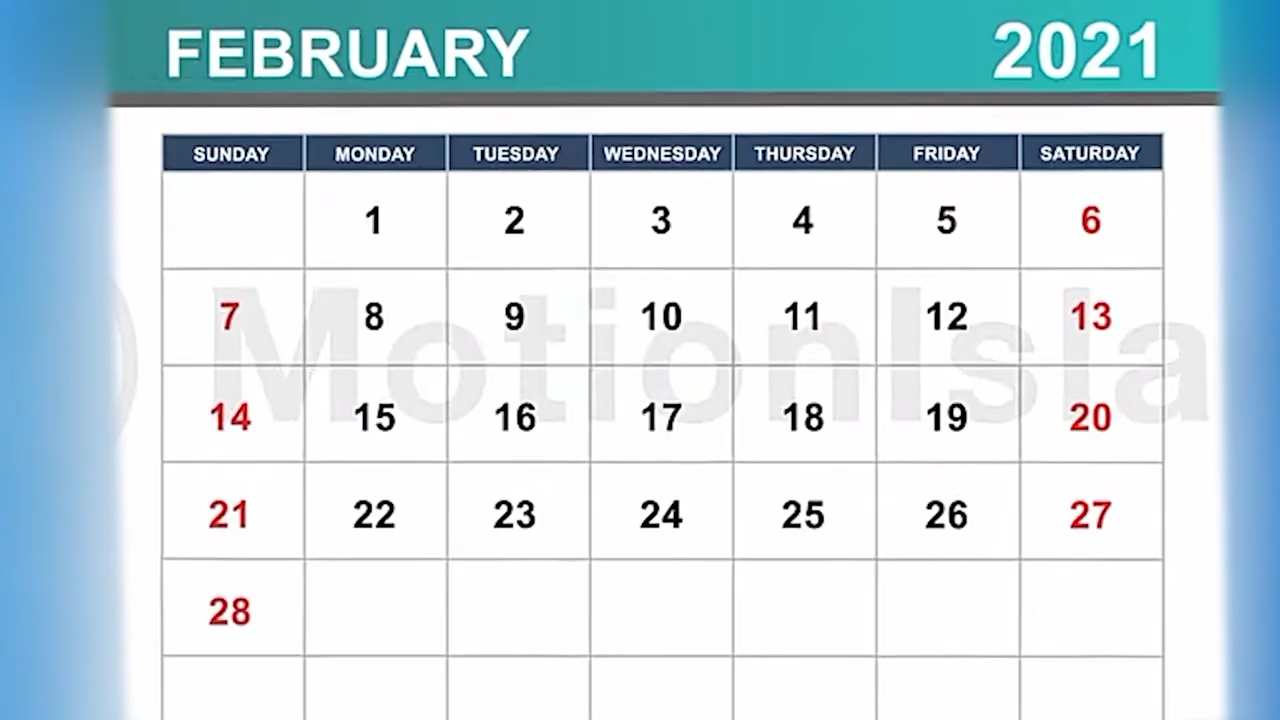 FEBRUARY 2021
SUNDAY MONDAY TUESDAY WEDNESDAY THURSDAY FRIDAY SATURDAY
1 2 3 4 5 6
7 8 9 10 11 12 13
MotionIsla
14 15 16 17 18 19 20
21 22 23 24 25 26 27
28